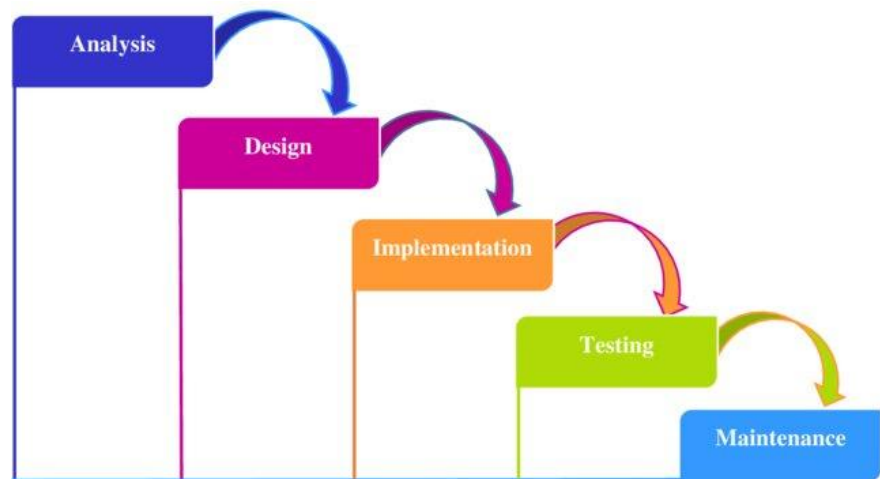 Analysis
Design
Implementation
Testing
Maintenance